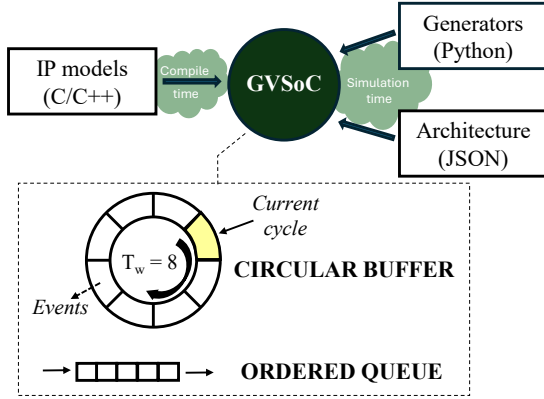 Generators
(Python)
IP models
(C/C++)
Compile
time
GVSoC
Simulation
time
Architecture
(JSON)
Current
cycle
T_w = 8
CIRCULAR BUFFER
Events
ORDERED QUEUE